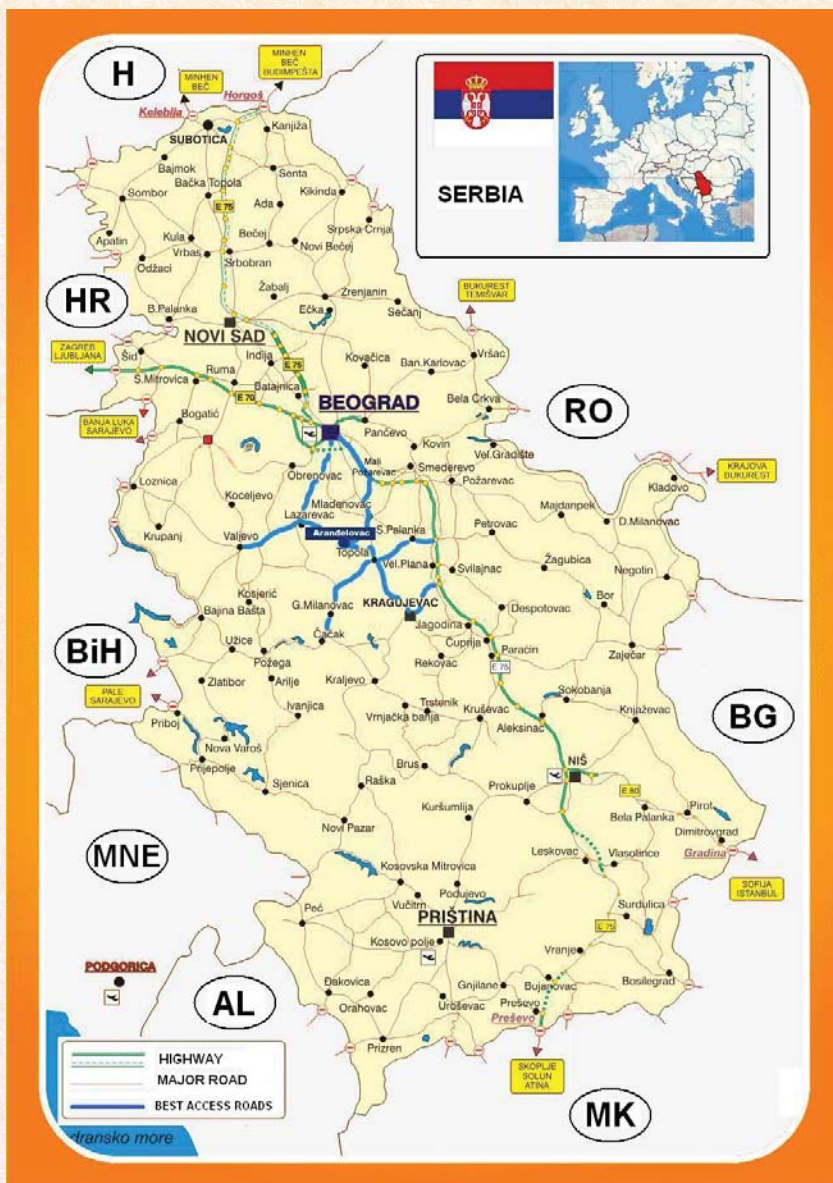 H
MINHEN
BEČ
MINHEN
BEČ
BUDIMPEŠTA
Kelebija
Horgoš
SUBOTICA
Kanjiža
Bajmok
Bačka Topola
Senta
Sombor
Ada
Kikinda
E 75
Srpska Crnja
Apatin
Kula
Bečej
Novi Bečej
Odžaci
Vrbas
Srbobran
SERBIA
HR
Žabalj
Zrenjanin
B.Palanka
Ečka
Sečanj
BUKUREST
TEMIŠVAR
NOVI SAD
ZAGREB
LJUBLJANA
Šid
Inđija
E 75
Kovačica
Ban.Karlovac
Vršac
S.Mitrovica
Ruma
Batajnica
E 70
Bela Crkva
BEOGRAD
RO
BANJA LUKA
SARAJEVO
Bogatić
Pančevo
Kovin
Vel.Gradište
Mali
Požarevac
Smederevo
KRAJOVA
BUKUREST
Obrenovac
Požarevac
Kladovo
Loznica
Koceljevo
Mladenovac
Majdanpek
Lazarevac
D.Milanovac
Krupanj
Valjevo
Aranđelovac
S.Palanka
Petrovac
Topola
Vel.Plana
Svilajnac
Žagubica
Negotin
Kosjerić
Bajina Bašta
G.Milanovac
KRAGUJEVAC
Despotovac
Bor
BiH
Užice
Čačak
Jagodina
Ćuprija
Paraćin
Zaječar
Požega
Rekovac
E 75
PALE
SARAJEVO
Zlatibor
Arilje
Kraljevo
Sokobanja
Priboj
Ivanjica
Vrnjačka banja
Trstenik
Kruševac
Aleksinac
Knjaževac
BG
Nova Varoš
Prijepolje
Brus
NIŠ
Sjenica
Raška
Prokuplje
E 80
Kuršumlija
Bela Palanka
Pirot
Novi Pazar
Dimitrovgrad
MNE
Leskovac
Vlasotince
Gradina
Kosovska Mitrovica
SOFIJA
ISTANBUL
Podujevo
Vučitrn
Surdulica
Peć
PRIŠTINA
E 75
Kosovo polje
Vranje
PODGORICA
Bosilegrad
AL
Đakovica
Gnjilane
Bujanovac
Orahovac
Uroševac
Preševo
Preševo
Prizren
SKOPLJE
SOLUN
ATINA
HIGHWAY
MAJOR ROAD
BEST ACCESS ROADS
MK
dransko more